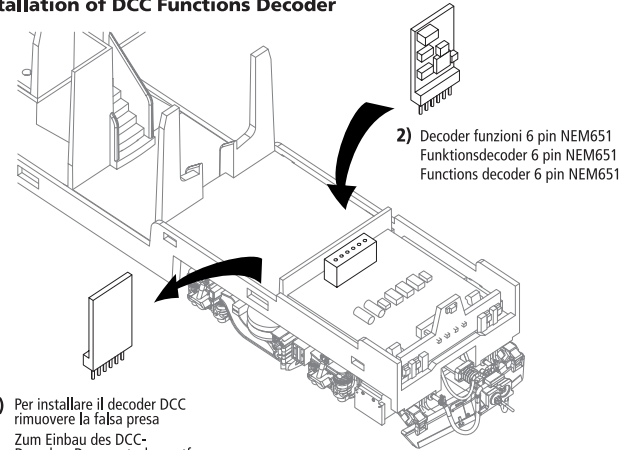 tallation of DCC Functions Decoder
2) Decoder funzioni 6 pin NEM651
Funktionsdecoder 6 pin NEM651
Functions decoder 6 pin NEM651
) Per installare il decoder DCC
rimuovere la falsa presa
Zum Einbau des DCC-